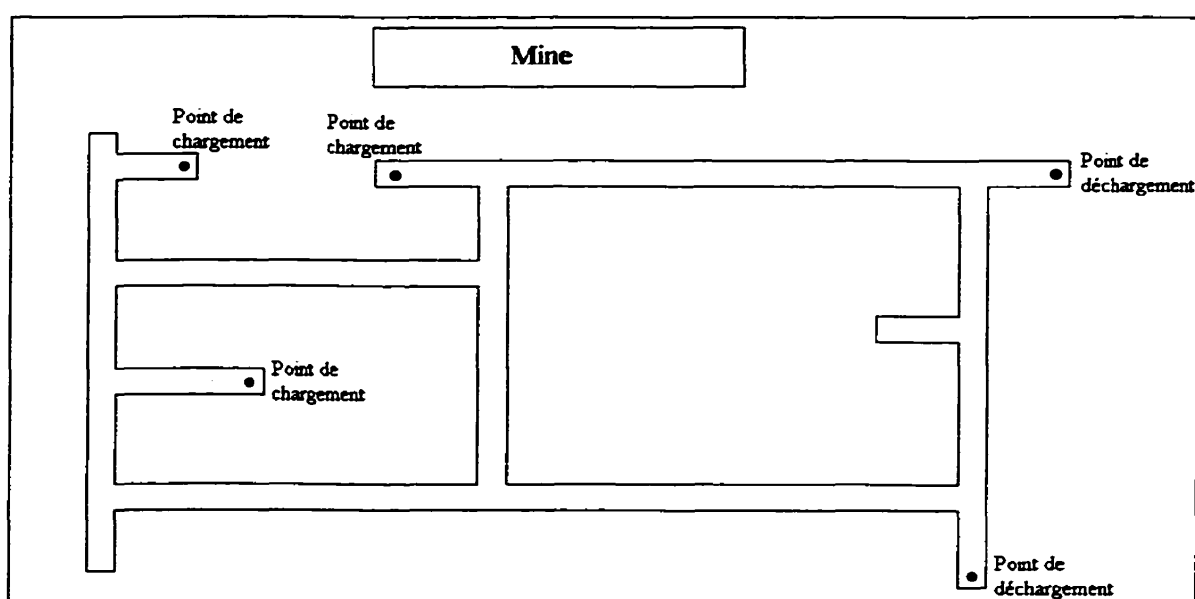 Mine
Point de
chargement
Point de
chargement
Point de
déchargement
Point de
chargement
Point de
déchargement